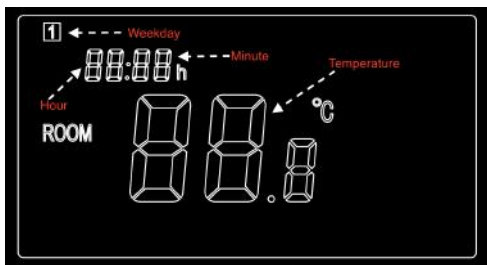 1 Weekday
88:88 h Minute
Hour
Temperature
ROOM
88.8 °C